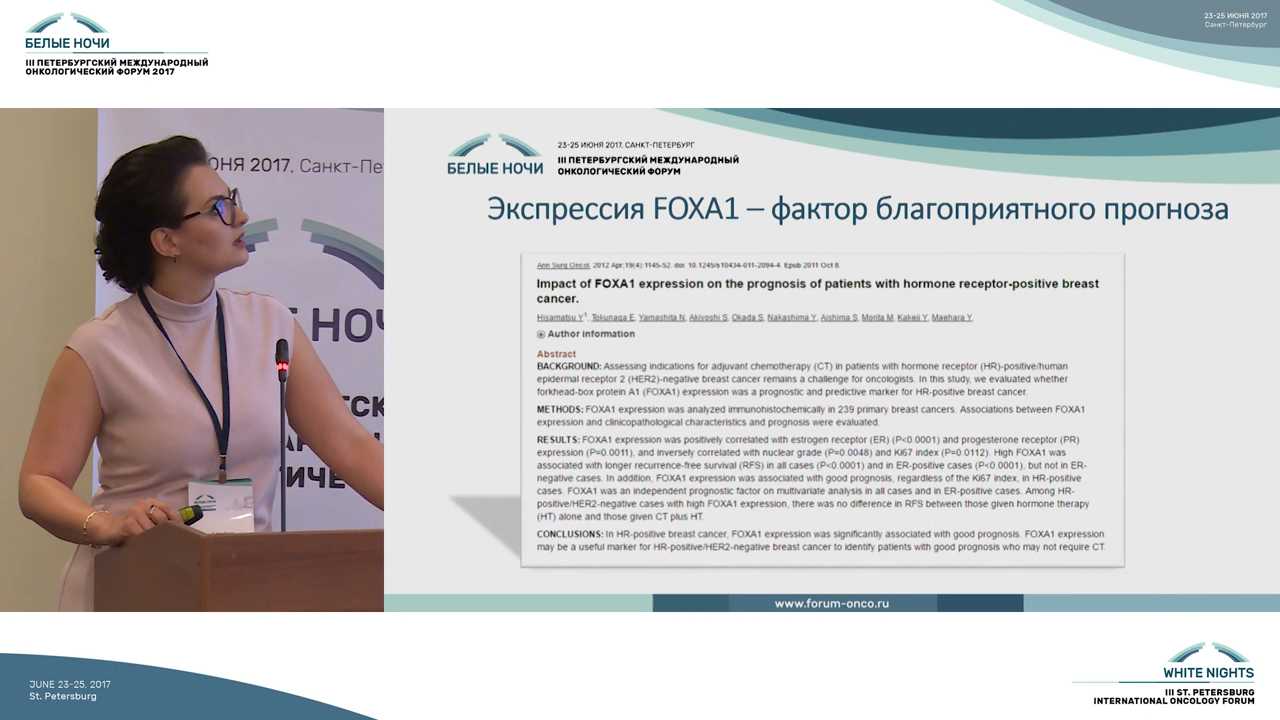 БЕЛЫЕ НОЧИ
III ПЕТЕРБУРГСКИЙ МЕЖДУНАРОДНЫЙ
ОНКОЛОГИЧЕСКИЙ ФОРУМ 2017
23-25 ИЮНЯ 2017
Санкт-Петербург
ЮНЯ 2017, Санкт-Пе
23-25 ИЮНЯ 2017, САНКТ-ПЕТЕРБУРГ
БЕЛЫЕ НОЧИ
III ПЕТЕРБУРГСКИЙ МЕЖДУНАРОДНЫЙ
ОНКОЛОГИЧЕСКИЙ ФОРУМ
Экспрессия FOXA1 – фактор благоприятного прогноза
Ann Surg Oncol. 2012 Apr;19(4):1145-52. doi: 10.1245/s10434-011-2094-4. Epub 2011 Oct 8.
Impact of FOXA1 expression on the prognosis of patients with hormone receptor-positive breast
cancer.
Hisamatsu Y1, Tokunaga E, Yamashita N, Akiyoshi S, Okada S, Nakashima Y, Aishima S, Morita M, Kakeji Y, Maehara Y.
Author information
Abstract
BACKGROUND: Assessing indications for adjuvant chemotherapy (CT) in patients with hormone receptor (HR)-positive/human
epidermal receptor 2 (HER2)-negative breast cancer remains a challenge for oncologists. In this study, we evaluated whether
forkhead-box protein A1 (FOXA1) expression was a prognostic and predictive marker for HR-positive breast cancer.
METHODS: FOXA1 expression was analyzed immunohistochemically in 239 primary breast cancers. Associations between FOXA1
expression and clinicopathological characteristics and prognosis were evaluated.
RESULTS: FOXA1 expression was positively correlated with estrogen receptor (ER) (P<0.0001) and progesterone receptor (PR)
expression (P=0.0011), and inversely correlated with nuclear grade (P=0.0048) and Ki67 index (P=0.0112). High FOXA1 was
associated with longer recurrence-free survival (RFS) in all cases (P<0.0001) and in ER-positive cases (P<0.0001), but not in ER-
negative cases. In addition, FOXA1 expression was associated with good prognosis, regardless of the Ki67 index, in HR-positive
cases. FOXA1 was an independent prognostic factor on multivariate analysis in all cases and in ER-positive cases. Among HR-
positive/HER2-negative cases with high FOXA1 expression, there was no difference in RFS between those given hormone therapy
(HT) alone and those given CT plus HT.
CONCLUSIONS: In HR-positive breast cancer, FOXA1 expression was significantly associated with good prognosis. FOXA1 expression
may be a useful marker for HR-positive/HER2-negative breast cancer to identify patients with good prognosis who may not require CT.
www.forum-onco.ru
JUNE 23-25, 2017
St. Petersburg
WHITE NIGHTS
III ST. PETERSBURG
INTERNATIONAL ONCOLOGY FORUM